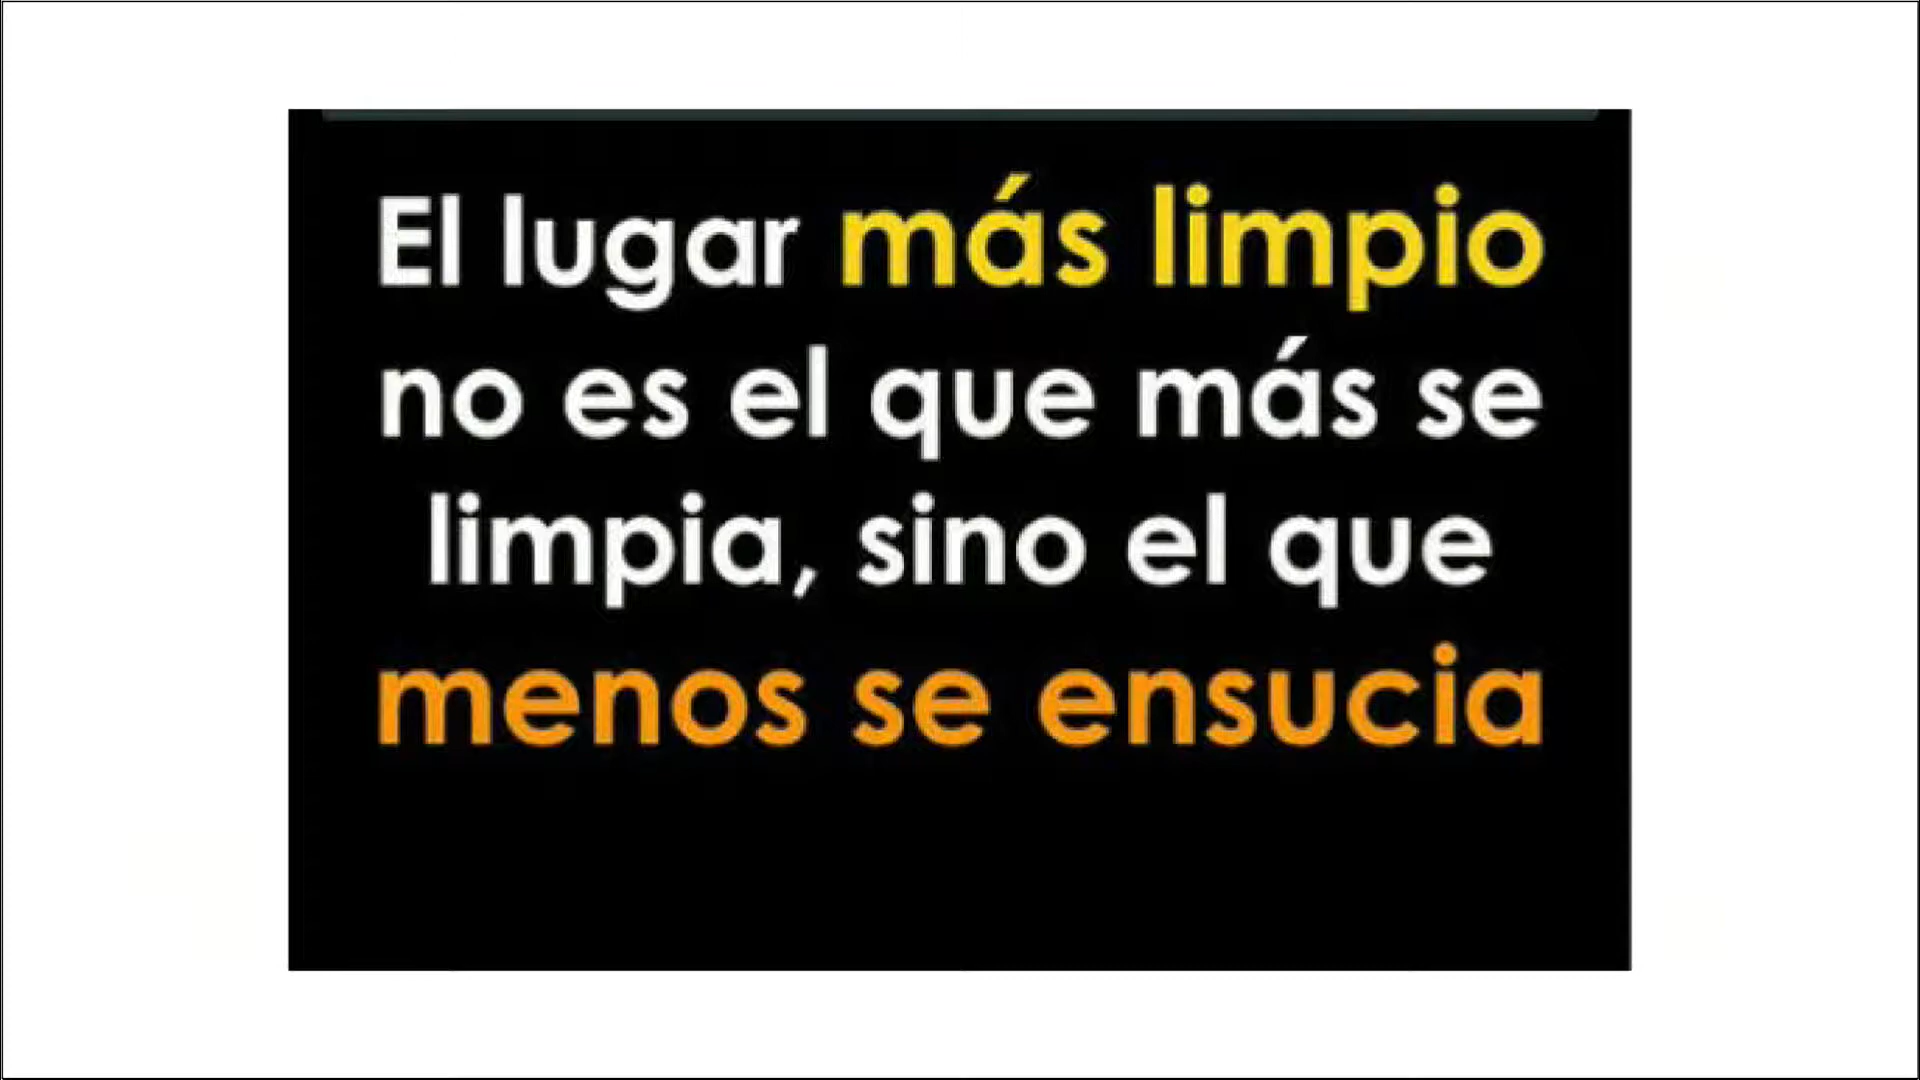 El lugar más limpio
no es el que más se
limpia, sino el que
menos se ensucia